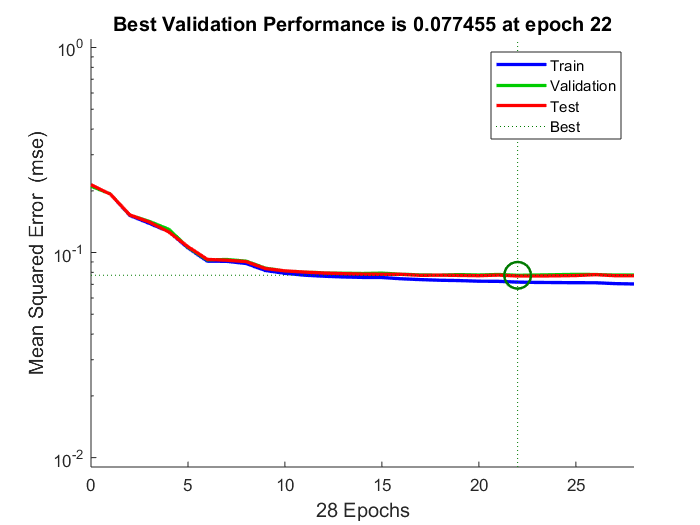 Best Validation Performance is 0.077455 at epoch 22
10^0
10^-1
10^-2
Mean Squared Error (mse)
Train
Validation
Test
Best
0 5 10 15 20 25
28 Epochs